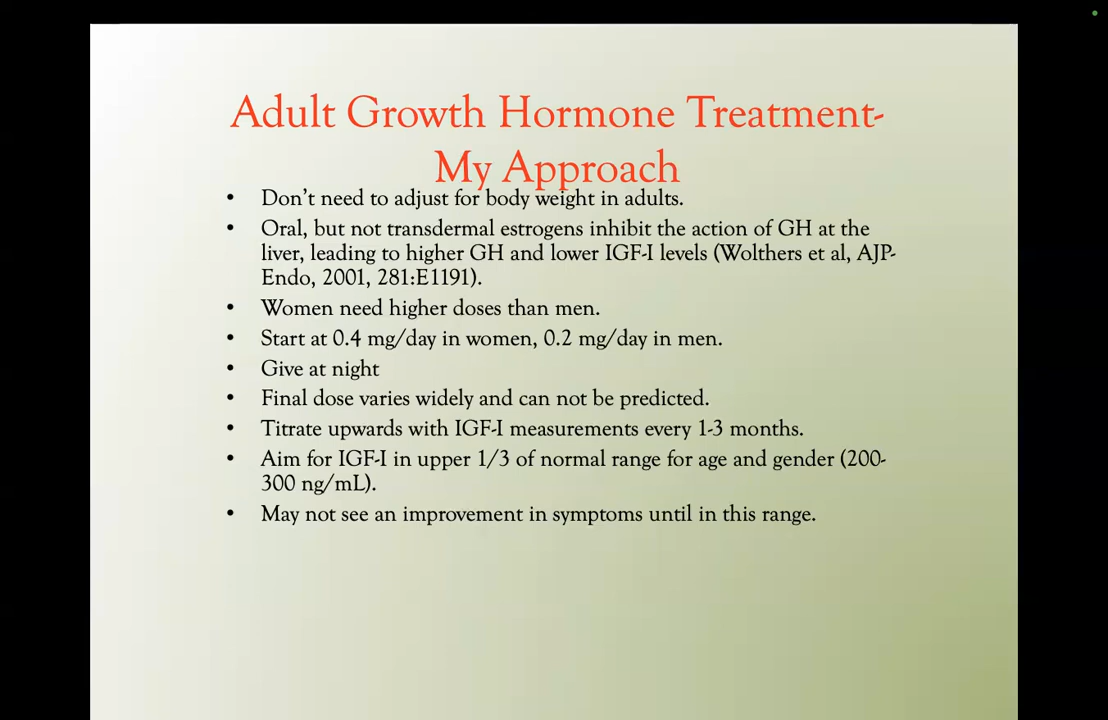 Adult Growth Hormone Treatment-
My Approach
• Don't need to adjust for body weight in adults.
• Oral, but not transdermal estrogens inhibit the action of GH at the
liver, leading to higher GH and lower IGF-I levels (Wolthers et al, AJP-
Endo, 2001, 281:E1191).
• Women need higher doses than men.
• Start at 0.4 mg/day in women, 0.2 mg/day in men.
• Give at night
• Final dose varies widely and can not be predicted.
• Titrate upwards with IGF-I measurements every 1-3 months.
• Aim for IGF-I in upper 1/3 of normal range for age and gender (200-
300 ng/mL).
• May not see an improvement in symptoms until in this range.